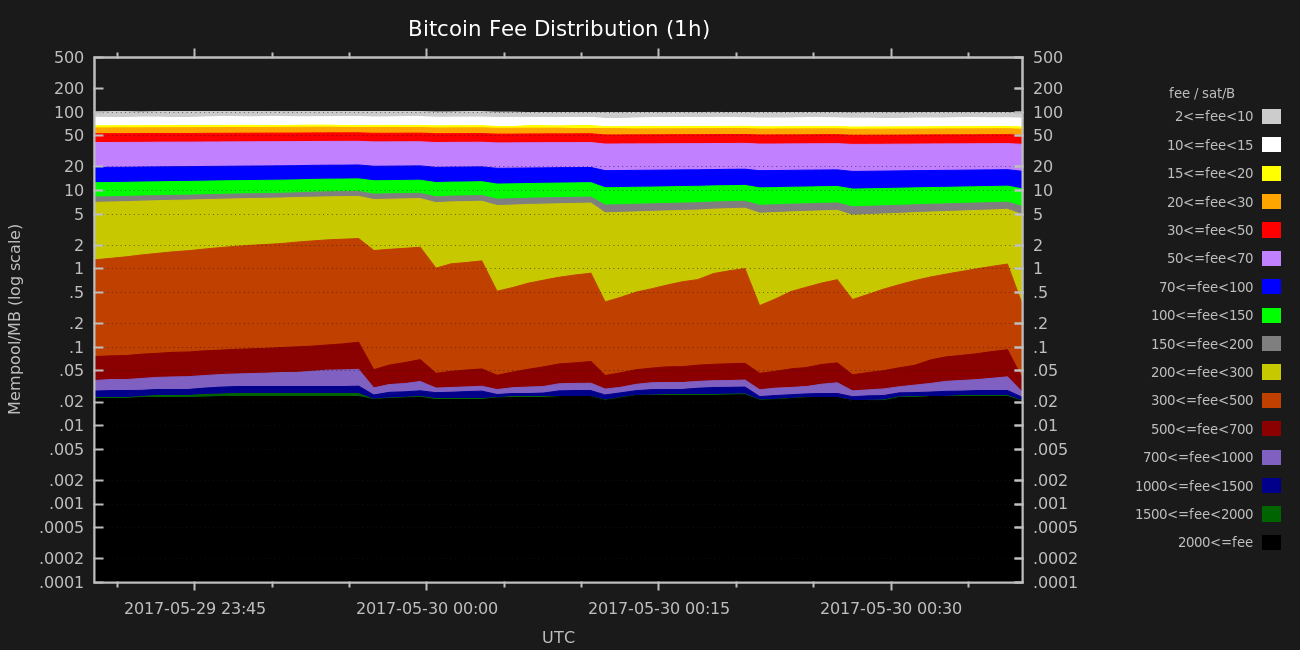 Bitcoin Fee Distribution (1h)
500
200
100
50
20
10
5
2
1
.5
.2
.1
.05
.02
.01
.005
.002
.001
.0005
.0002
.0001
Mempool/MB (log scale)
500
200
100
50
20
10
5
2
1
.5
.2
.1
.05
.02
.01
.005
.002
.001
.0005
.0002
.0001
2017-05-29 23:45 2017-05-30 00:00 2017-05-30 00:15 2017-05-30 00:30
UTC
fee / sat/B
2<=fee<10
10<=fee<15
15<=fee<20
20<=fee<30
30<=fee<50
50<=fee<70
70<=fee<100
100<=fee<150
150<=fee<200
200<=fee<300
300<=fee<500
500<=fee<700
700<=fee<1000
1000<=fee<1500
1500<=fee<2000
2000<=fee